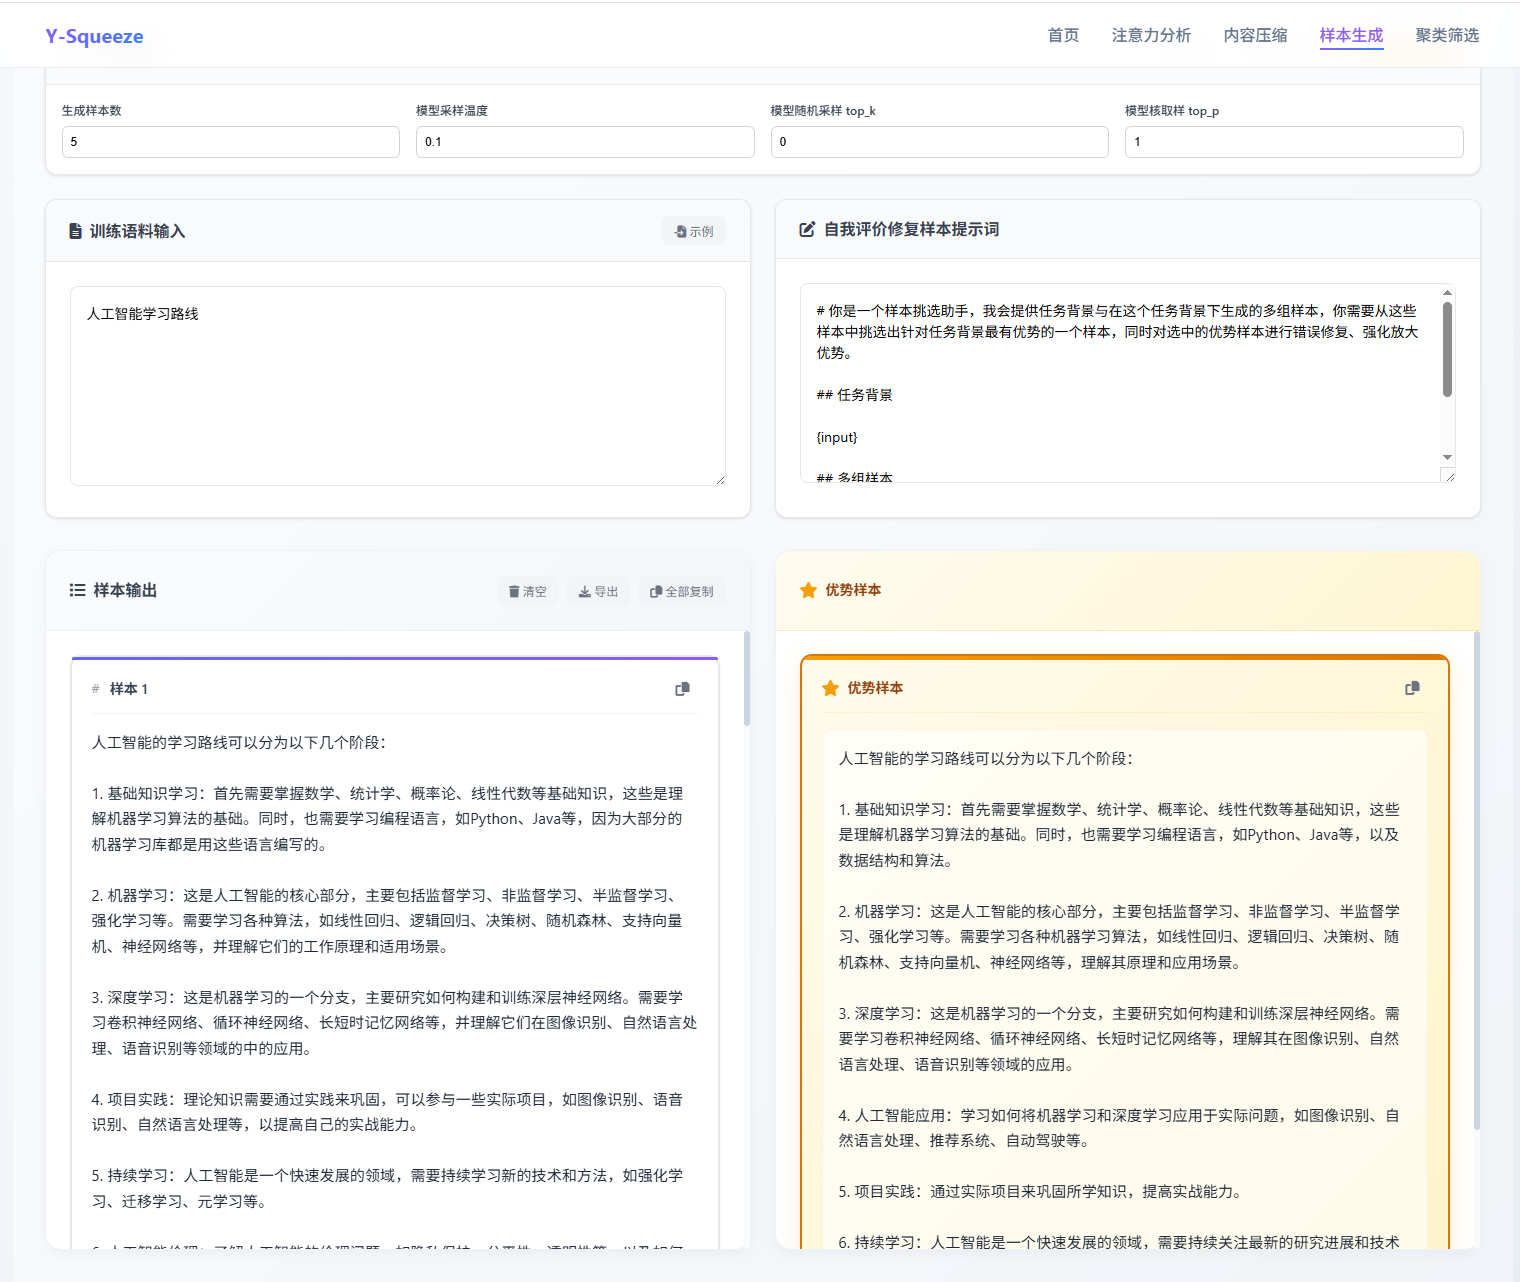 Y-Squeeze
首页
注意力分析
内容压缩
样本生成
聚类筛选
生成样本数
模型采样温度
模型随机采样 top_k
模型核取样 top_p
5
0.1
0
1
训练语料输入
示例
人工智能学习路线
自我评价修复样本提示词
# 你是一个样本挑选助手，我会提供任务背景与在这个任务背景下生成的多组样本，你需要从这些
样本中挑选出针对任务背景最有优势的一个样本，同时对选中的优势样本进行错误修复、强化放大
优势。
## 任务背景
{input}
## 多组样本
样本输出
清空
导出
全部复制
# 样本 1
人工智能的学习路线可以分为以下几个阶段：
1. 基础知识学习：首先需要掌握数学、统计学、概率论、线性代数等基础知识，这些是理
解机器学习算法的基础。同时，也需要学习编程语言，如Python、Java等，因为大部分的
机器学习库都是用这些语言编写的。
2. 机器学习：这是人工智能的核心部分，主要包括监督学习、非监督学习、半监督学习、
强化学习等。需要学习各种算法，如线性回归、逻辑回归、决策树、随机森林、支持向量
机、神经网络等，并理解它们的工作原理和适用场景。
3. 深度学习：这是机器学习的一个分支，主要研究如何构建和训练深层神经网络。需要学
习卷积神经网络、循环神经网络、长短时记忆网络等，并理解它们在图像识别、自然语言处
理、语音识别等领域的中的应用。
4. 项目实践：理论知识需要通过实践来巩固，可以参与一些实际项目，如图像识别、语音
识别、自然语言处理等，以提高自己的实战能力。
5. 持续学习：人工智能是一个快速发展的领域，需要持续学习新的技术和方法，如强化学
习、迁移学习、元学习等。
优势样本
优势样本
人工智能的学习路线可以分为以下几个阶段：
1. 基础知识学习：首先需要掌握数学、统计学、概率论、线性代数等基础知识，这些
是理解机器学习算法的基础。同时，也需要学习编程语言，如Python、Java等，以及
数据结构和算法。
2. 机器学习：这是人工智能的核心部分，主要包括监督学习、非监督学习、半监督学
习、强化学习等。需要学习各种机器学习算法，如线性回归、逻辑回归、决策树、随
机森林、支持向量机、神经网络等，理解其原理和应用场景。
3. 深度学习：这是机器学习的一个分支，主要研究如何构建和训练深层神经网络。需
要学习卷积神经网络、循环神经网络、长短时记忆网络等，理解其在图像识别、自然
语言处理、语音识别等领域的应用。
4. 人工智能应用：学习如何将机器学习和深度学习应用于实际问题，如图像识别、自
然语言处理、推荐系统、自动驾驶等。
5. 项目实践：通过实际项目来巩固所学知识，提高实战能力。
6. 持续学习：人工智能是一个快速发展的领域，需要持续关注最新的研究进展和技术